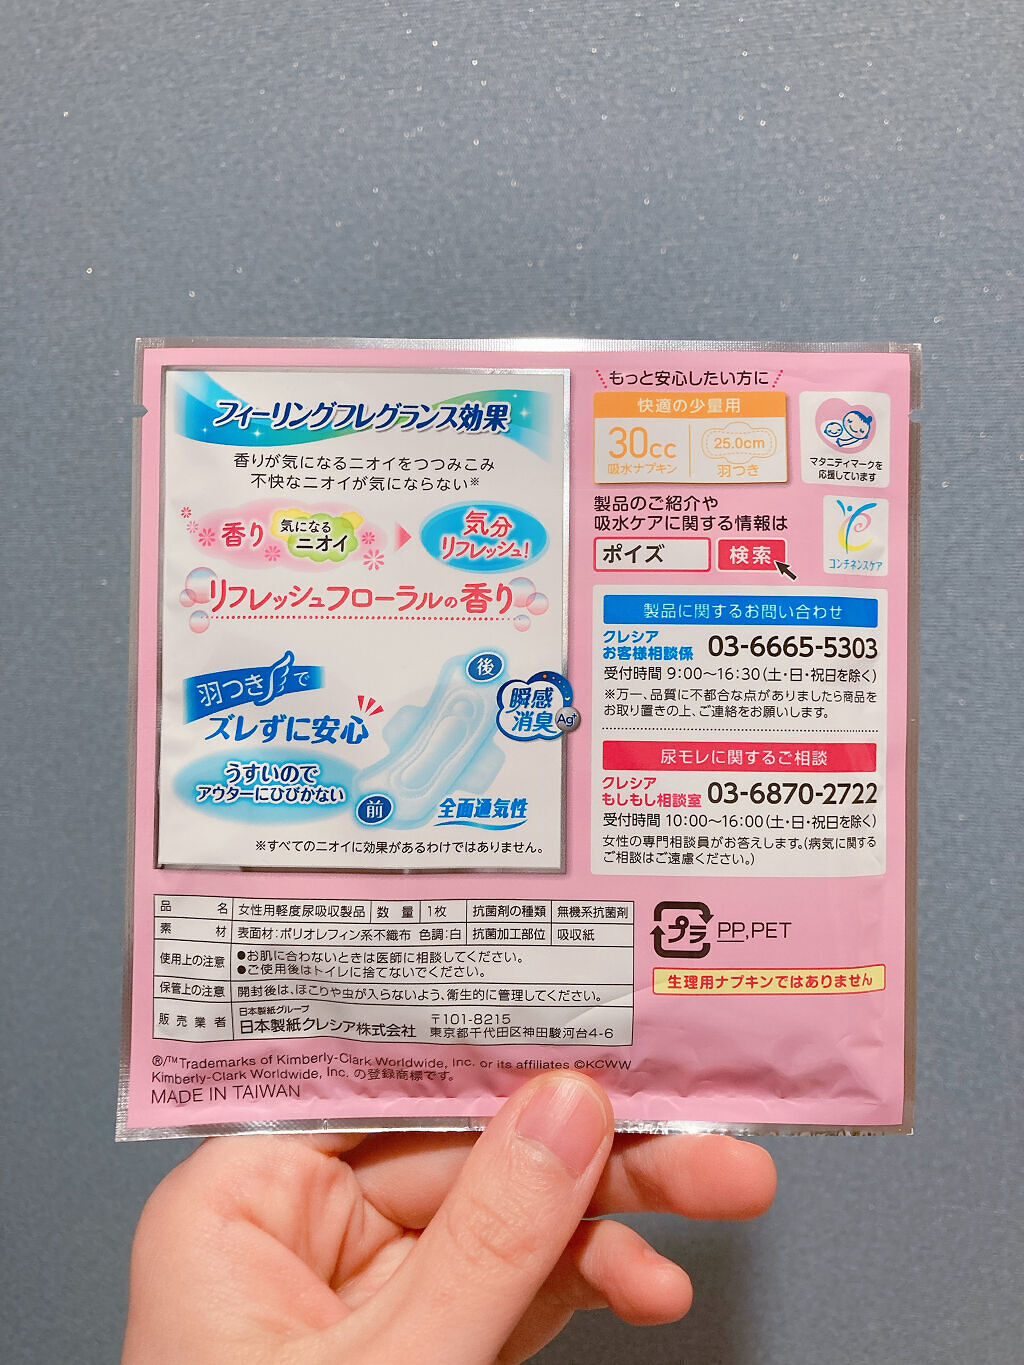 フィーリングフレグランス効果
香りが気になるニオイをつつみこみ
不快なニオイが気にならない※
香り
気になる
ニオイ
気分
リフレッシュ!
リフレッシュフローラルの香り
羽つきで
ズレずに安心
うすいので
アウターにひびかない
後
前
瞬感
消臭
Ag+
全面通気性
※すべてのニオイに効果があるわけではありません。
もっと安心したい方に
快適の少量用
30cc
吸水ナプキン
25.0cm
羽つき
マタニティマークを
応援しています
製品のご紹介や
吸水ケアに関する情報は
ポイズ 検索
コンチネンスケア
製品に関するお問い合わせ
クレシア
お客様相談係 03-6665-5303
受付時間 9:00〜16:30(土・日・祝日を除く)
※万一、品質に不都合な点がありましたら商品を
お取り置きの上、ご連絡をお願いします。
尿モレに関するご相談
クレシア
もしもし相談室 03-6870-2722
受付時間 10:00〜16:00(土・日・祝日を除く)
女性の専門相談員がお答えします。(病気に関する
ご相談はご遠慮ください。)
品名 女性用軽度尿吸収製品 数量 1枚 抗菌剤の種類 無機系抗菌剤
素材 表面材:ポリオレフィン系不織布 色調:白 抗菌加工部位 吸収紙
使用上の注意 ●お肌に合わないときは医師に相談してください。
●ご使用後はトイレに捨てないでください。
保管上の注意 開封後は、ほこりや虫が入らないよう、衛生的に管理してください。
販売業者 日本製紙グループ
日本製紙クレシア株式会社 〒101-8215
東京都千代田区神田駿河台4-6
プラ PP,PET
生理用ナプキンではありません
®/™Trademarks of Kimberly-Clark Worldwide, Inc. or its affiliates ©KCWW
Kimberly-Clark Worldwide, Inc. の登録商標です。
MADE IN TAIWAN